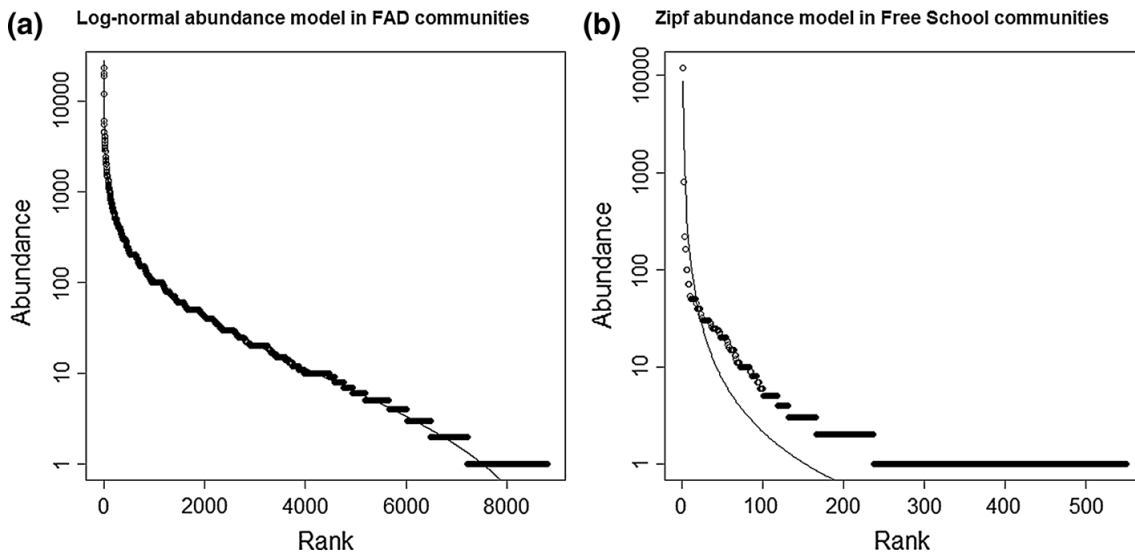 (a) Log-normal abundance model in FAD communities
Abundance
10000
1000
100
10
1
0 2000 4000 6000 8000
Rank
(b) Zipf abundance model in Free School communities
Abundance
10000
1000
100
10
1
0 100 200 300 400 500
Rank